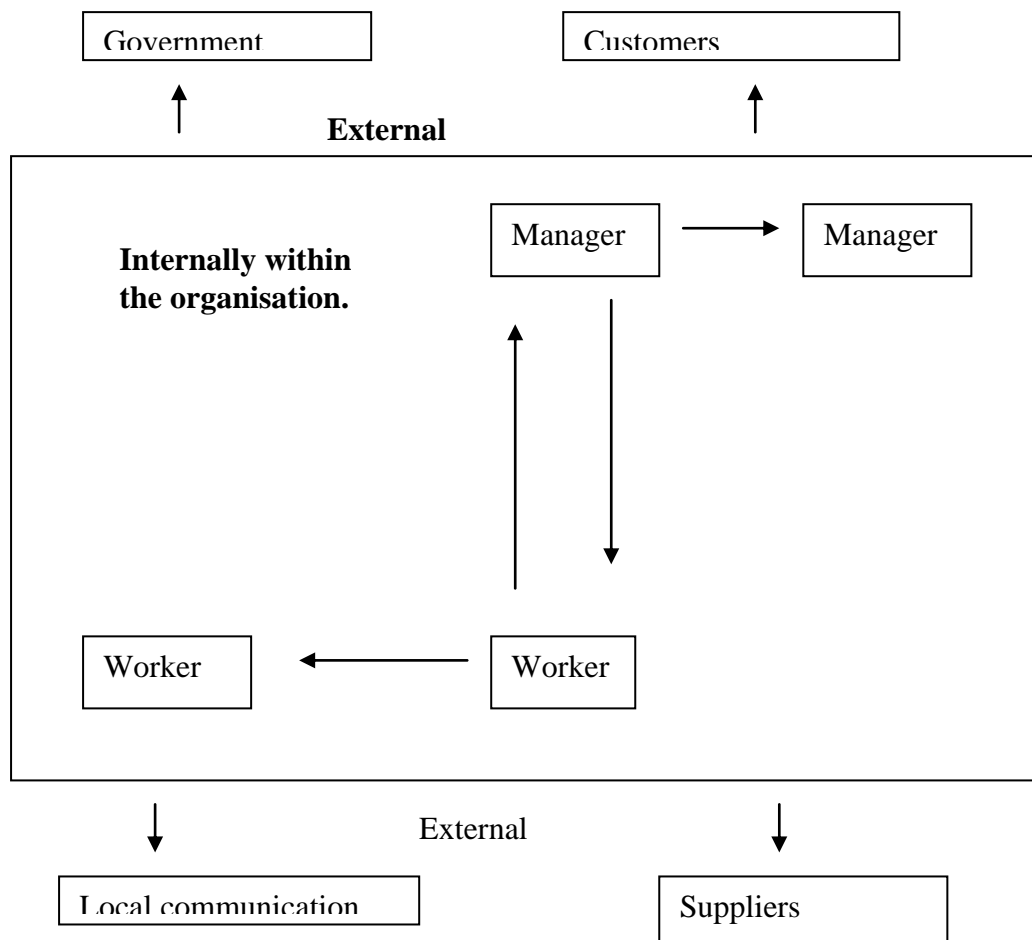 Government
Customers
External
Manager
Manager
Internally within
the organisation.
Worker
Worker
External
Local communication
Suppliers